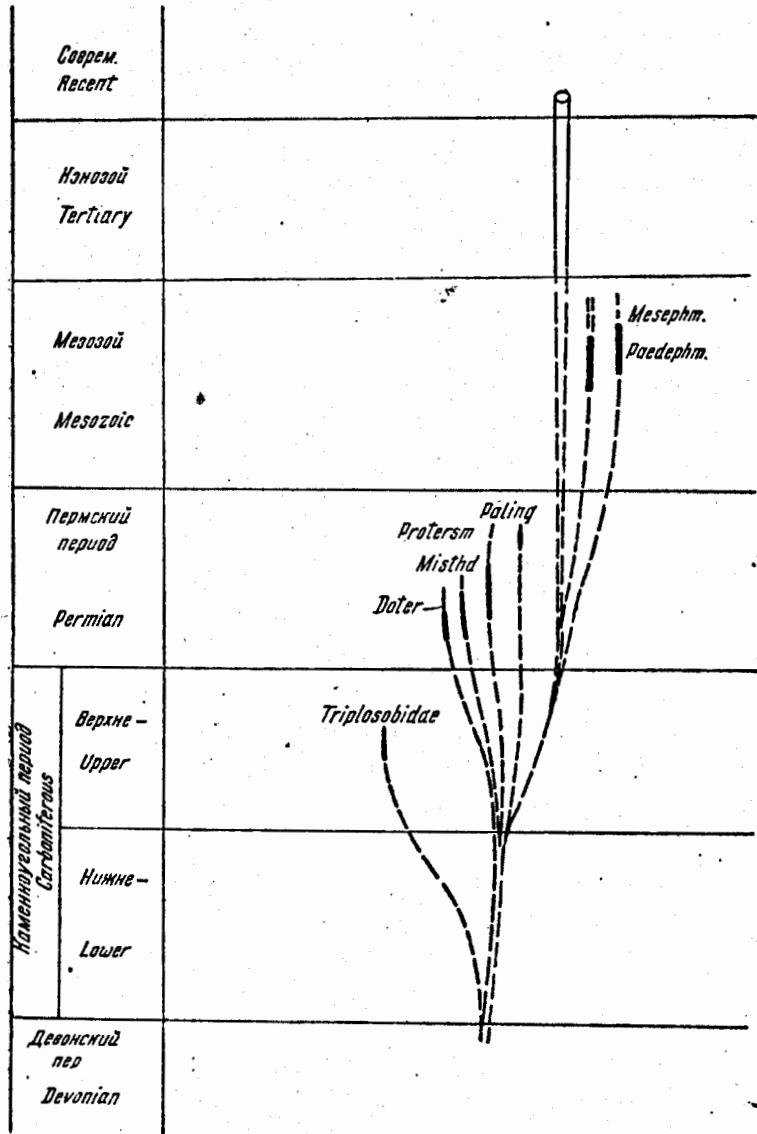 Соврем.
Recent
Кэнозой
Tertiary
Мезозой
Mesozoic
Mesephm.
Paedephm.
Пермский
период
Permian
Paling
Protersm
Misthd
Doter
Каменноугольный период
Carboniferous
Верхне-
Upper
Triplosobidae
Нижне-
Lower
Девонский
пер
Devonian